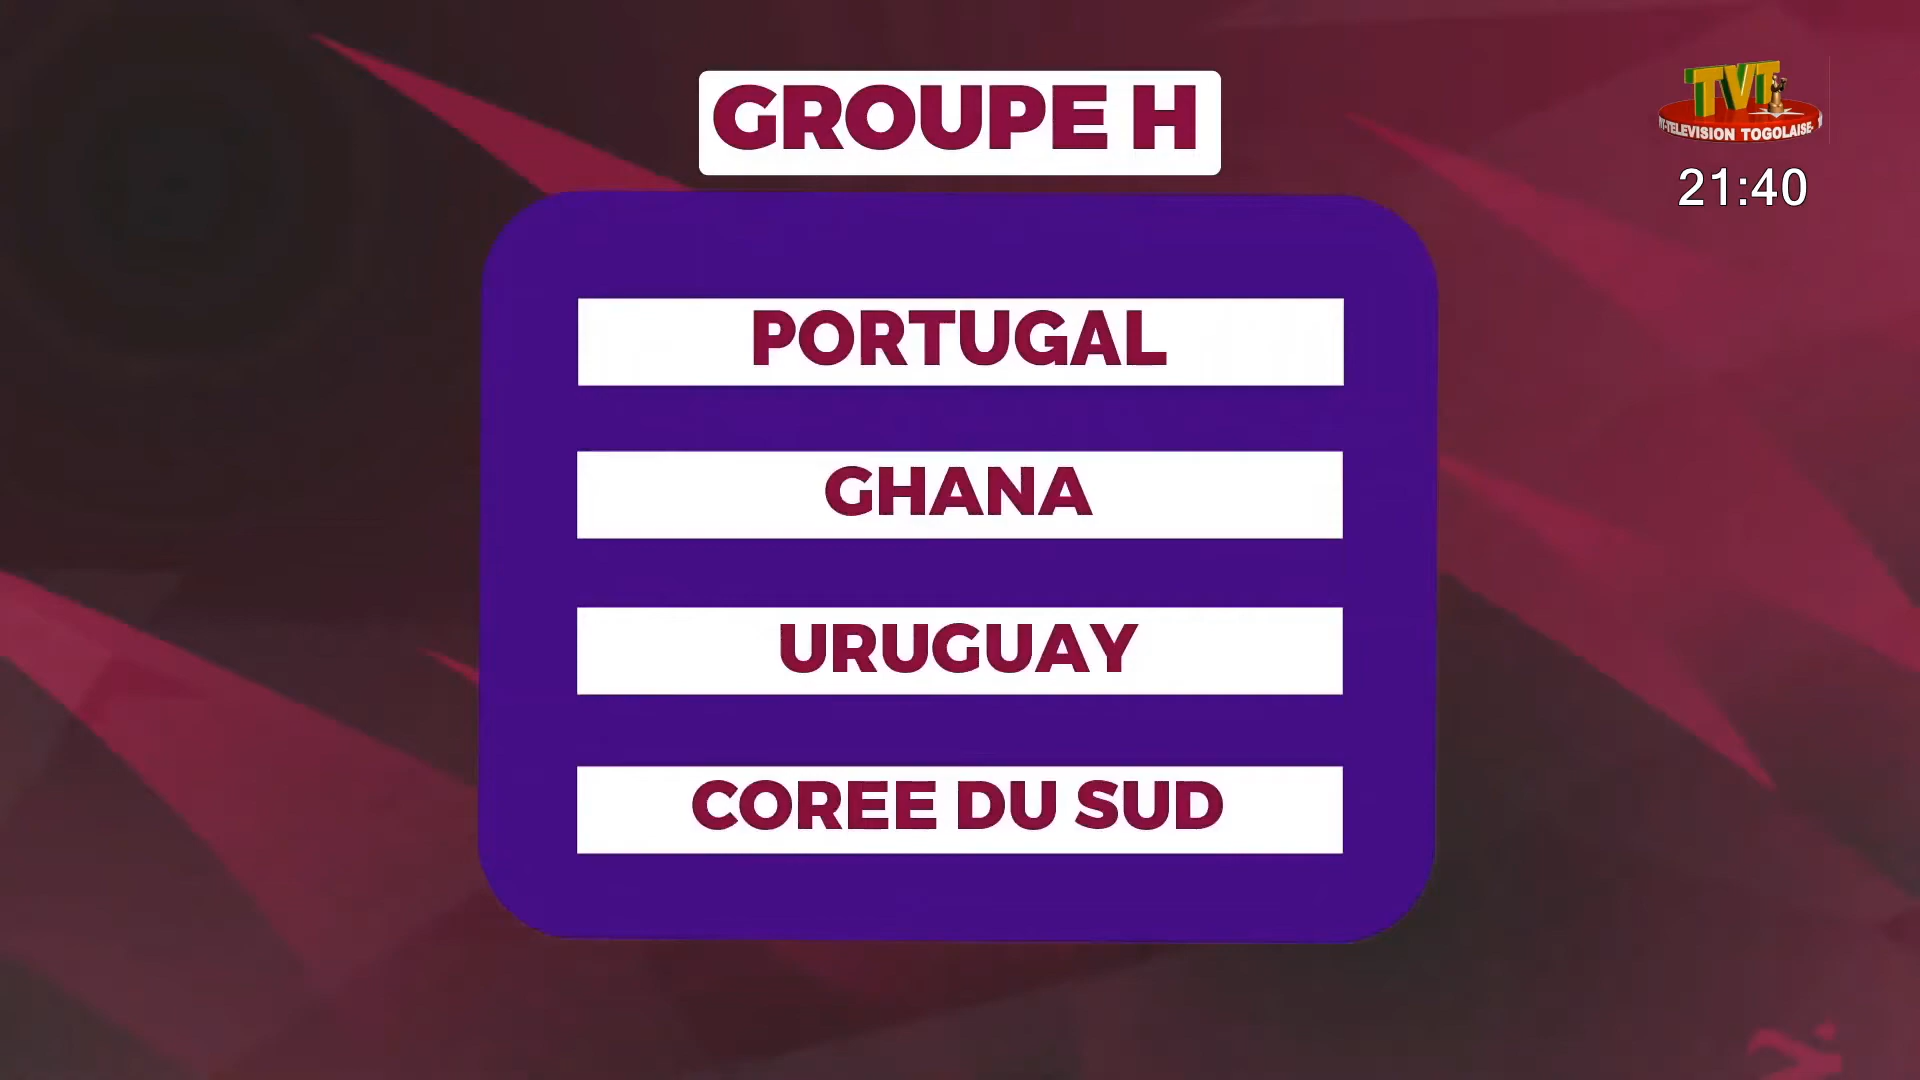 GROUPE H
TVT
TELEVISION TOGOLAISE
21:40
PORTUGAL
GHANA
URUGUAY
COREE DU SUD